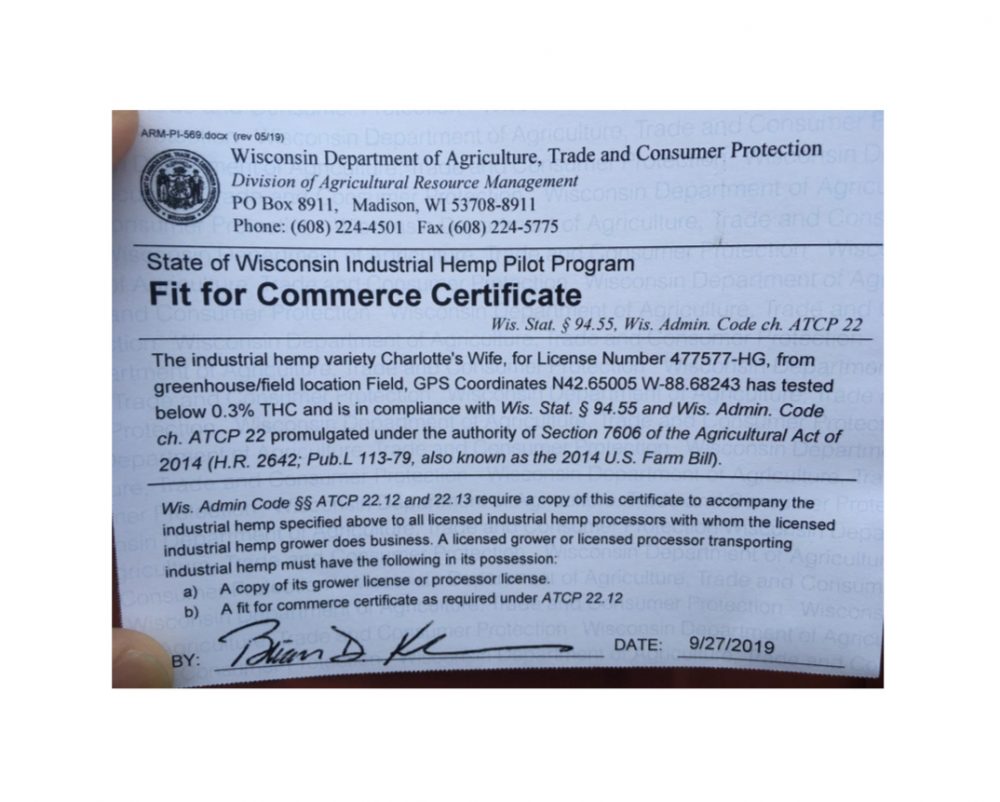 ARM-PI-569.docx (rev 05/19)
Wisconsin Department of Agriculture, Trade and Consumer Protection
Division of Agricultural Resource Management
PO Box 8911, Madison, WI 53708-8911
Phone: (608) 224-4501 Fax (608) 224-5775
State of Wisconsin Industrial Hemp Pilot Program
Fit for Commerce Certificate
Wis. Stat. § 94.55, Wis. Admin. Code ch. ATCP 22
The industrial hemp variety Charlotte's Wife, for License Number 477577-HG, from
greenhouse/field location Field, GPS Coordinates N42.65005 W-88.68243 has tested
below 0.3% THC and is in compliance with Wis. Stat. § 94.55 and Wis. Admin. Code
ch. ATCP 22 promulgated under the authority of Section 7606 of the Agricultural Act of
2014 (H.R. 2642; Pub.L 113-79, also known as the 2014 U.S. Farm Bill).
Wis. Admin Code §§ ATCP 22.12 and 22.13 require a copy of this certificate to accompany the
industrial hemp specified above to all licensed industrial hemp processors with whom the licensed
industrial hemp grower does business. A licensed grower or licensed processor transporting
industrial hemp must have the following in its possession:
a) A copy of its grower license or processor license.
b) A fit for commerce certificate as required under ATCP 22.12
BY: Brian D. DATE: 9/27/2019